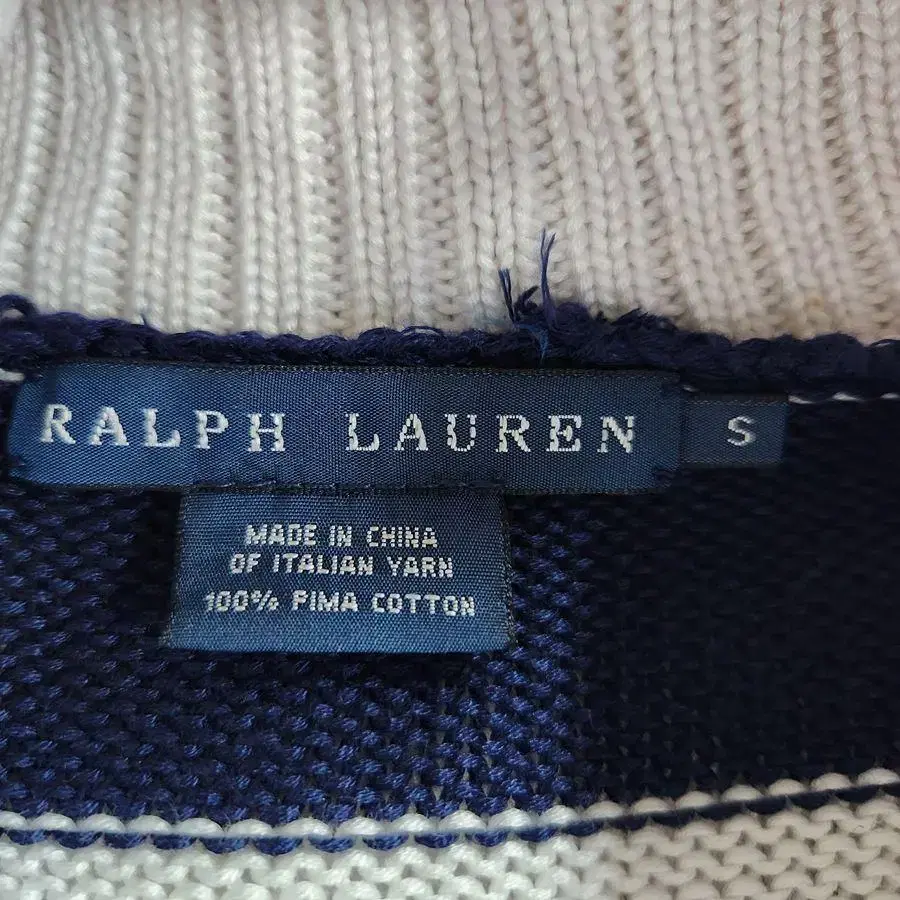 RALPH LAUREN
S
MADE IN CHINA
OF ITALIAN YARN
100% PIMA COTTON